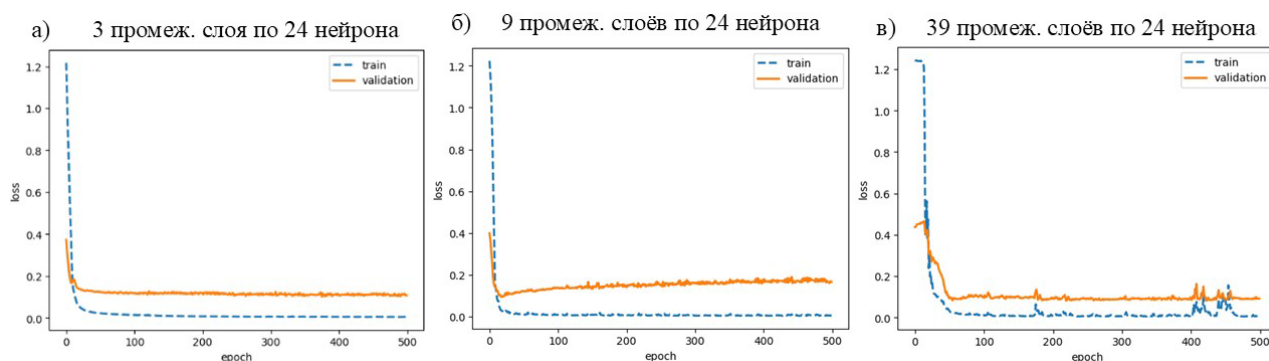 а) 3 промеж. слоя по 24 нейрона
1.2
1.0
0.8
0.6
0.4
0.2
0.0
loss
train
validation
0 100 200 300 400 500
epoch
б) 9 промеж. слоёв по 24 нейрона
1.2
1.0
0.8
0.6
0.4
0.2
0.0
loss
train
validation
0 100 200 300 400 500
epoch
в) 39 промеж. слоёв по 24 нейрона
1.2
1.0
0.8
0.6
0.4
0.2
0.0
loss
train
validation
0 100 200 300 400 500
epoch